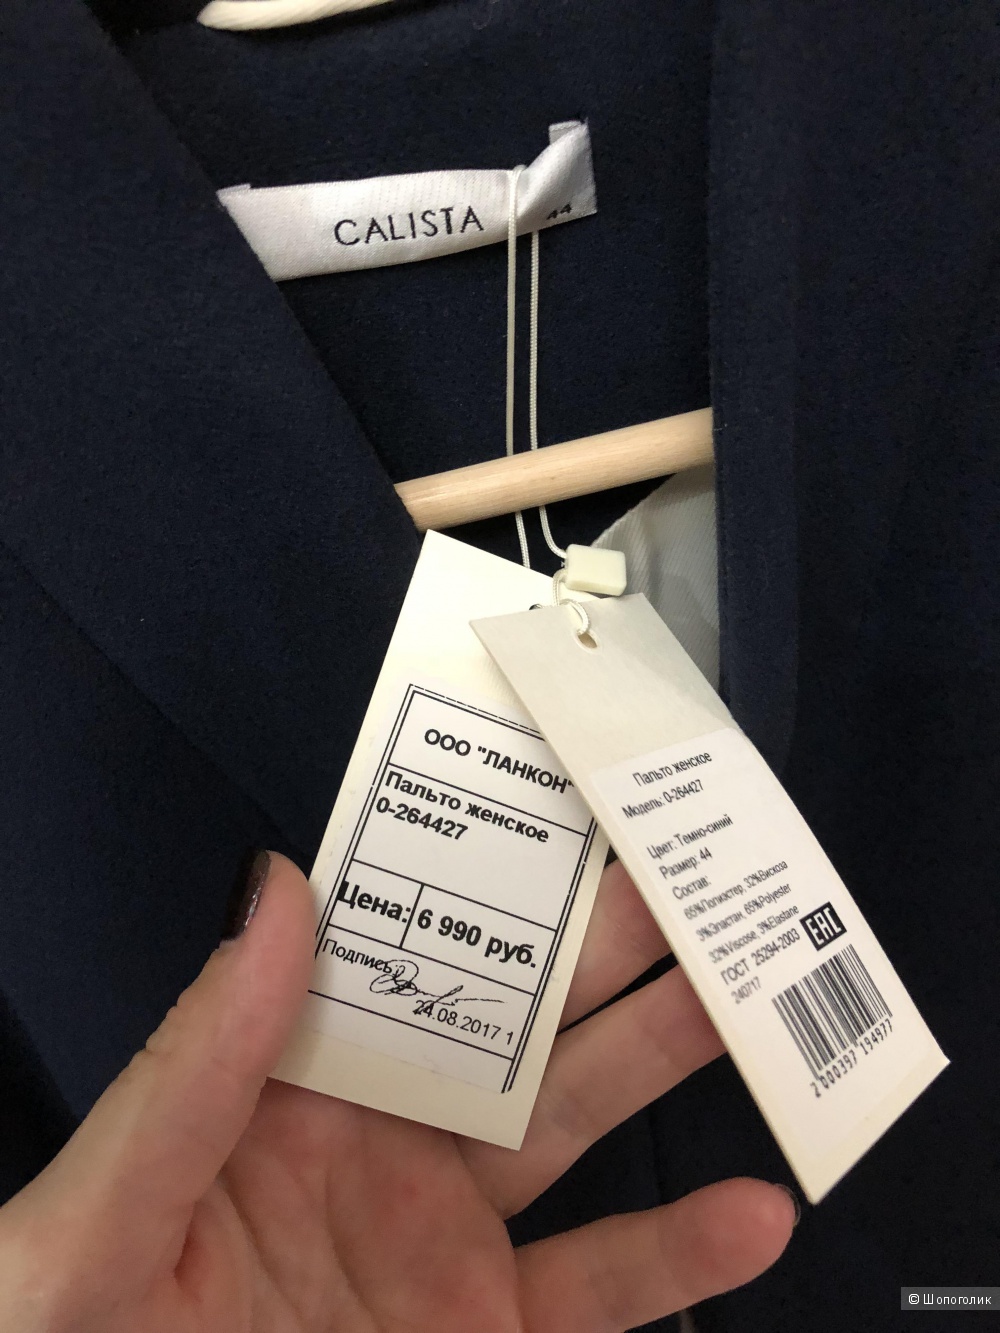 CALISTA
44
ООО "ЛАНКОН"
Пальто женское
0-264427
Цена: 6 990 руб.
Подпись:
24.08.2017 1
Пальто женское
Модель: 0-264427
Цвет: Темно-синий
Размер: 44
Состав:
65%Полиэстер, 32%Вискоза
3%Эластан, 65%Polyester
32%Viscose, 3%Elastane
ГОСТ 25294-2003
EAC
240717
2 000397 194977
© Шопоголик